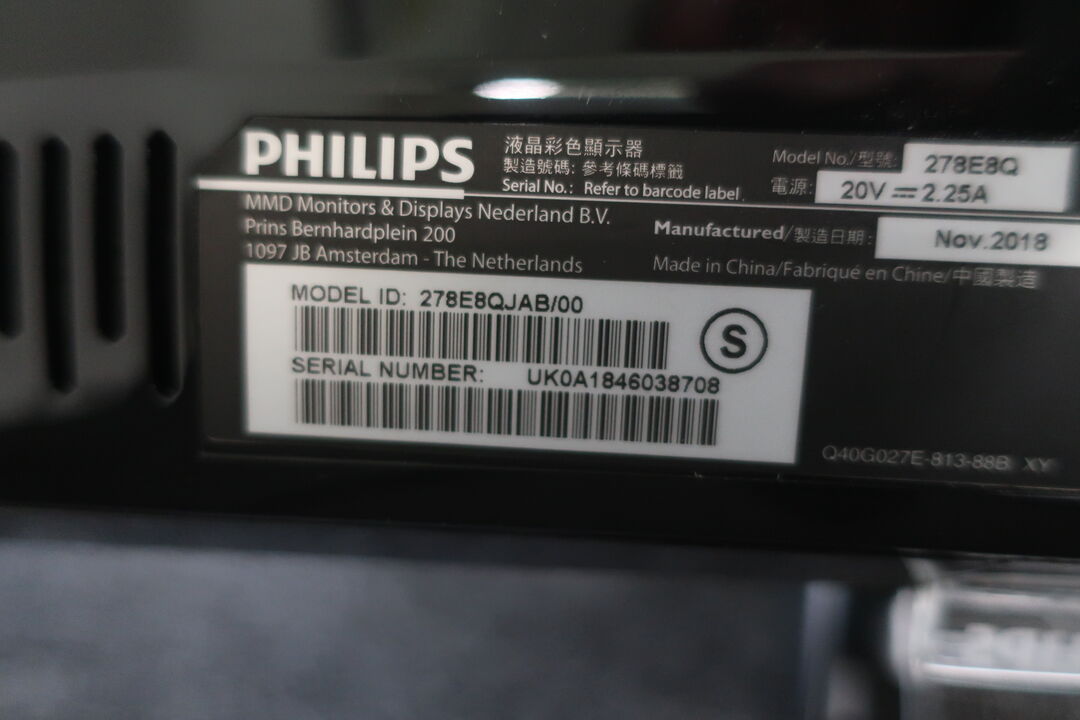 PHILIPS
液晶彩色顯示器
製造號碼: 參考條碼標籤
Serial No.: Refer to barcode label.
Model No./型號: 278E8Q
電源: 20V ⎓ 2.25A
MMD Monitors & Displays Nederland B.V.
Prins Bernhardplein 200
1097 JB Amsterdam - The Netherlands
Manufactured/製造日期: Nov.2018
Made in China/Fabriqué en Chine/中國製造
MODEL ID: 278E8QJAB/00
S
SERIAL NUMBER: UK0A1846038708
Q40G027E-813-88B XY